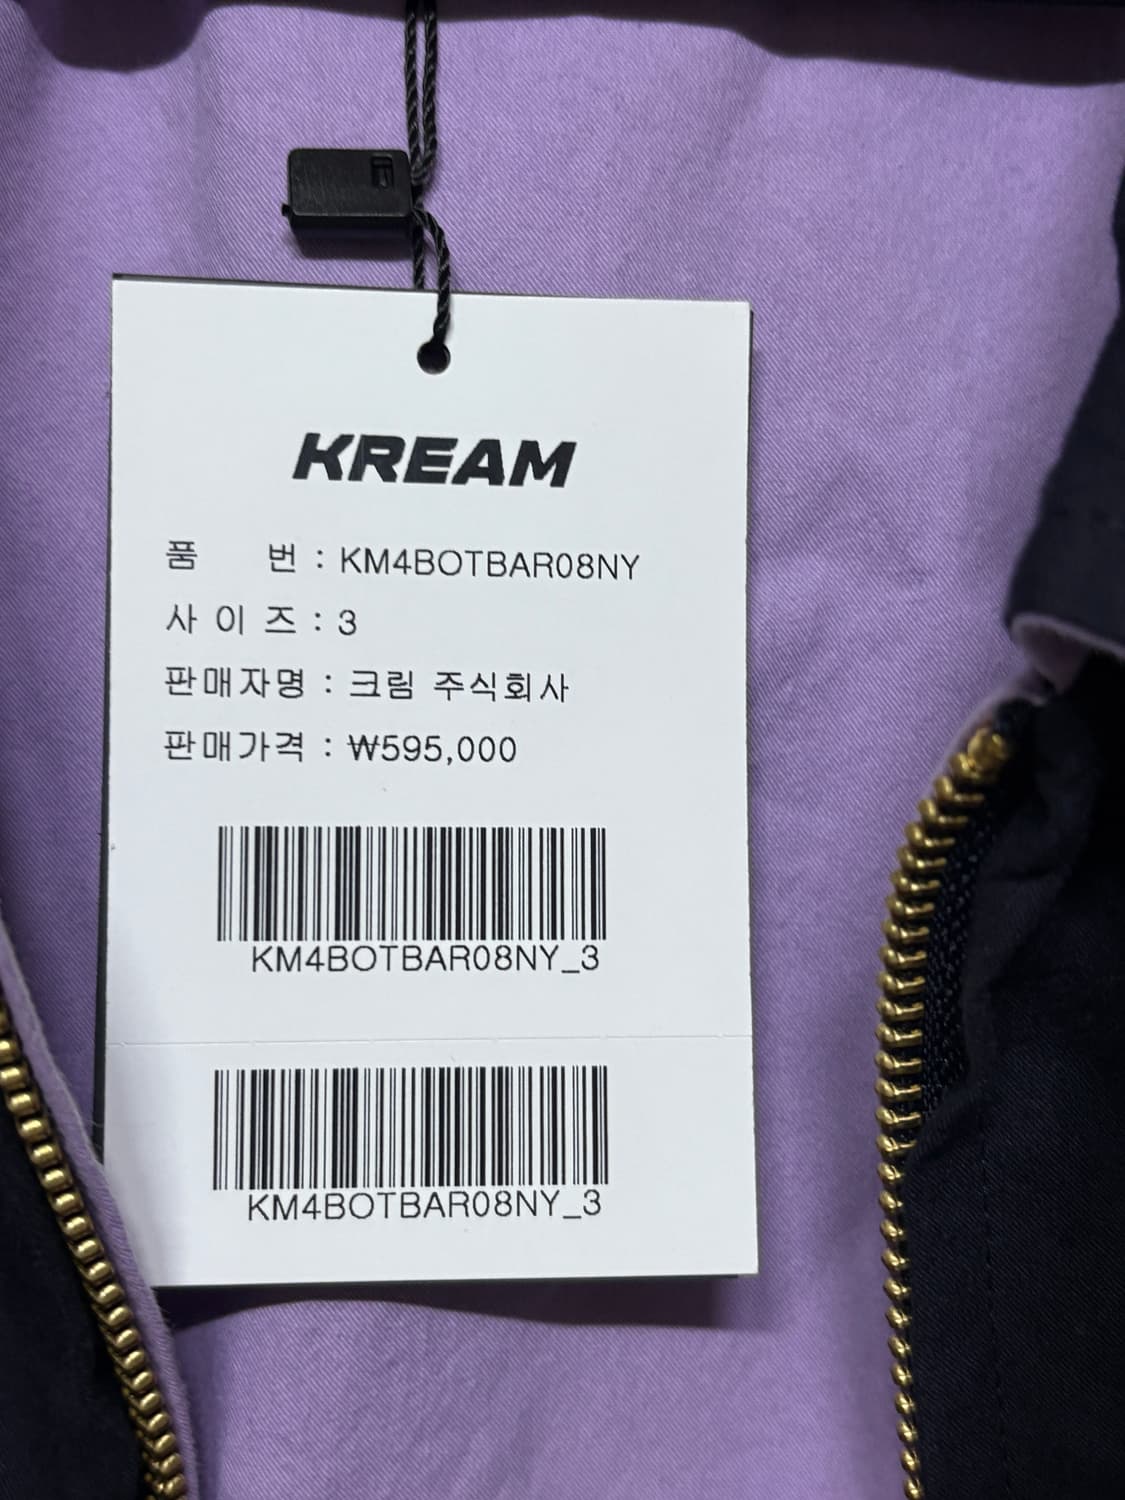 KREAM
품 번 : KM4BOTBAR08NY
사 이 즈 : 3
판매자명 : 크림 주식회사
판매가격 : ₩595,000
KM4BOTBAR08NY_3
KM4BOTBAR08NY_3